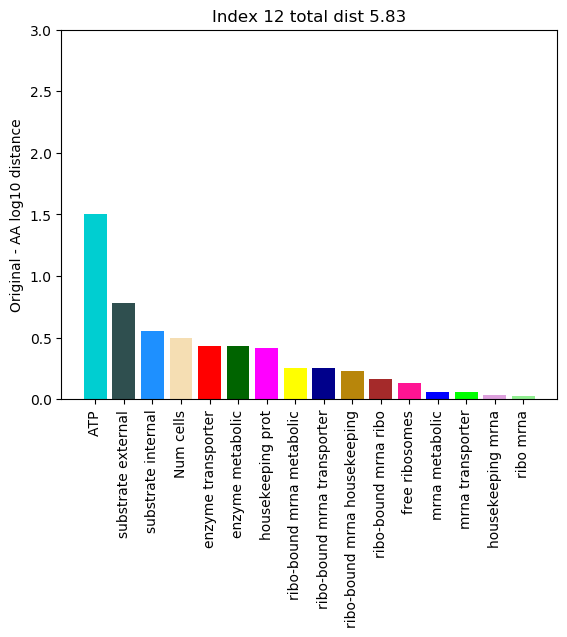 Index 12 total dist 5.83
Original - AA log10 distance
3.0
2.5
2.0
1.5
1.0
0.5
0.0
ATP
substrate external
substrate internal
Num cells
enzyme transporter
enzyme metabolic
housekeeping prot
ribo-bound mrna metabolic
ribo-bound mrna transporter
ribo-bound mrna housekeeping
ribo-bound mrna ribo
free ribosomes
mrna metabolic
mrna transporter
housekeeping mrna
ribo mrna